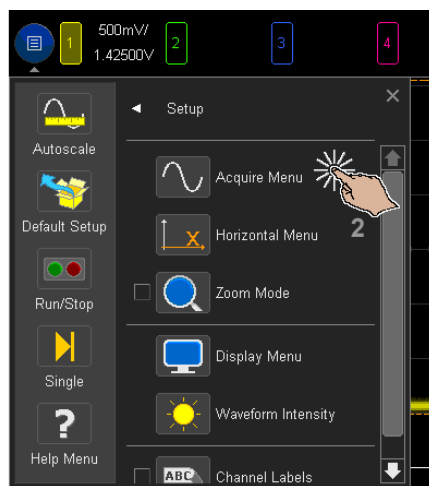 1
500mV/
1.42500V
2
3
4
Setup
Autoscale
Default Setup
Run/Stop
Single
?
Help Menu
Acquire Menu
2
X
Horizontal Menu
Zoom Mode
Display Menu
Waveform Intensity
ABC
Channel Labels